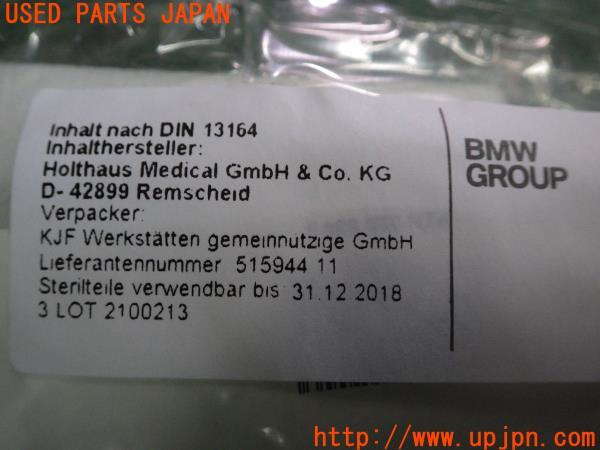 USED PARTS JAPAN
Inhalt nach DIN 13164
Inhalthersteller:
Holthaus Medical GmbH & Co. KG
D- 42899 Remscheid
Verpacker:
KJF Werkstätten gemeinnützige GmbH
Lieferantennummer 515944 11
Sterilteile verwendbar bis 31.12 2018
3 LOT 2100213
BMW
GROUP
http://www.upjpn.com/